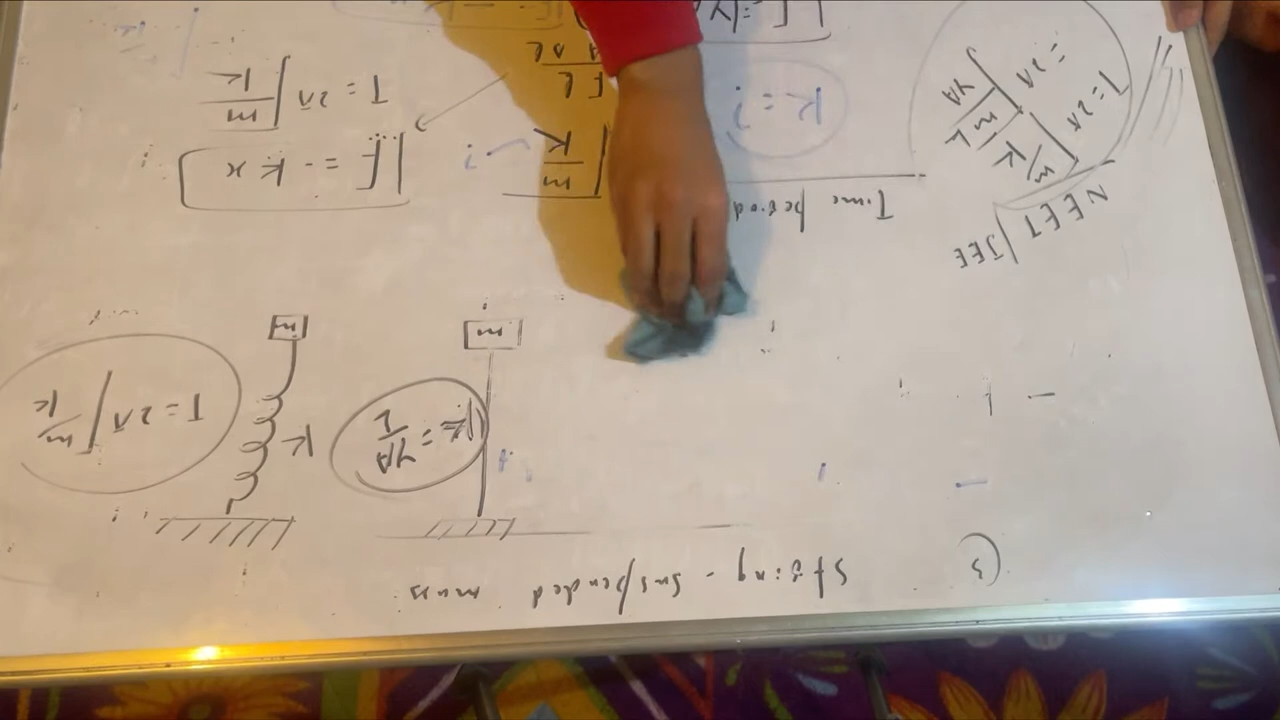 (3) String - Suspended mass
K = YA/L
K
T = 2π√m/k
m
m
NEET/JEE
Time period
T = 2π√m/K
= 2π√mL/YA
K = ?
√m/K ?
F = - k x
T = 2π√m/K
F L
A ΔL